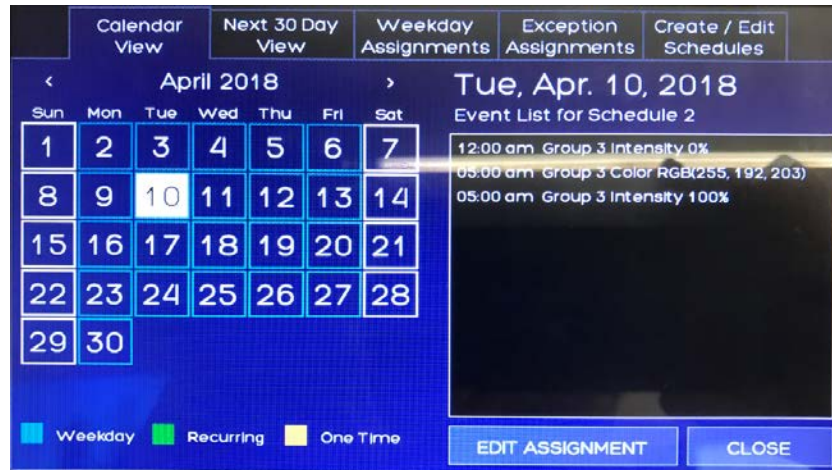 Calendar View
Next 30 Day View
Weekday Assignments
Exception Assignments
Create / Edit Schedules
< April 2018 >
Sun Mon Tue Wed Thu Fri Sat
1 2 3 4 5 6 7
8 9 10 11 12 13 14
15 16 17 18 19 20 21
22 23 24 25 26 27 28
29 30
Weekday Recurring One Time
Tue, Apr. 10, 2018
Event List for Schedule 2
12:00 am Group 3 Intensity 0%
05:00 am Group 3 Color RGB(255, 192, 203)
05:00 am Group 3 Intensity 100%
EDIT ASSIGNMENT
CLOSE